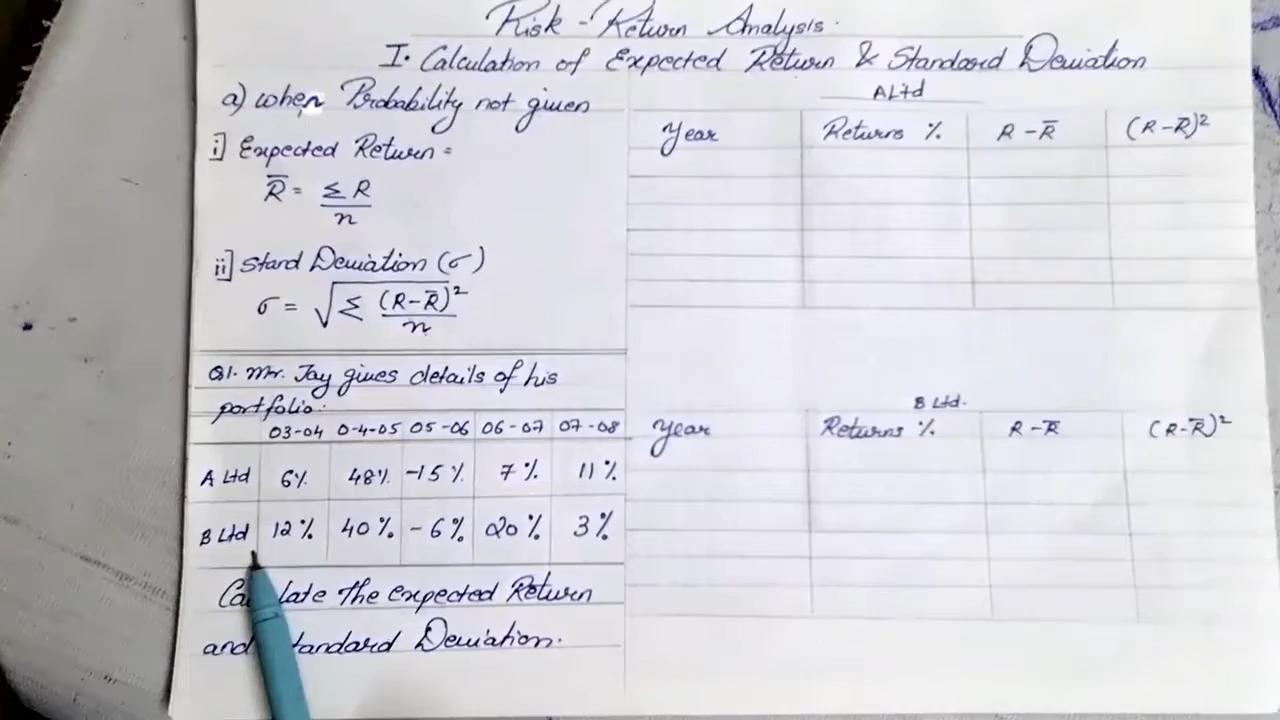 Risk - Return Analysis.
I. Calculation of Expected Return & Standard Deviation
a) when Probability not given
i] Expected Return =
R̅ = ΣR / n
ii] Stand Deviation (σ)
σ = √Σ (R-R̅)² / n
Q1. Mr. Jay gives details of his
portfolio.
03-04 0-4-05 05-06 06-07 07-08
A Ltd 6% 48% -15% 7% 11%
B Ltd 12% 40% -6% 20% 3%
the expected Return
and Deviation.
A Ltd
Year Returns % R - R̅ (R - R̅)²
B Ltd.
Year Returns % R - R̅ (R-R̅)²